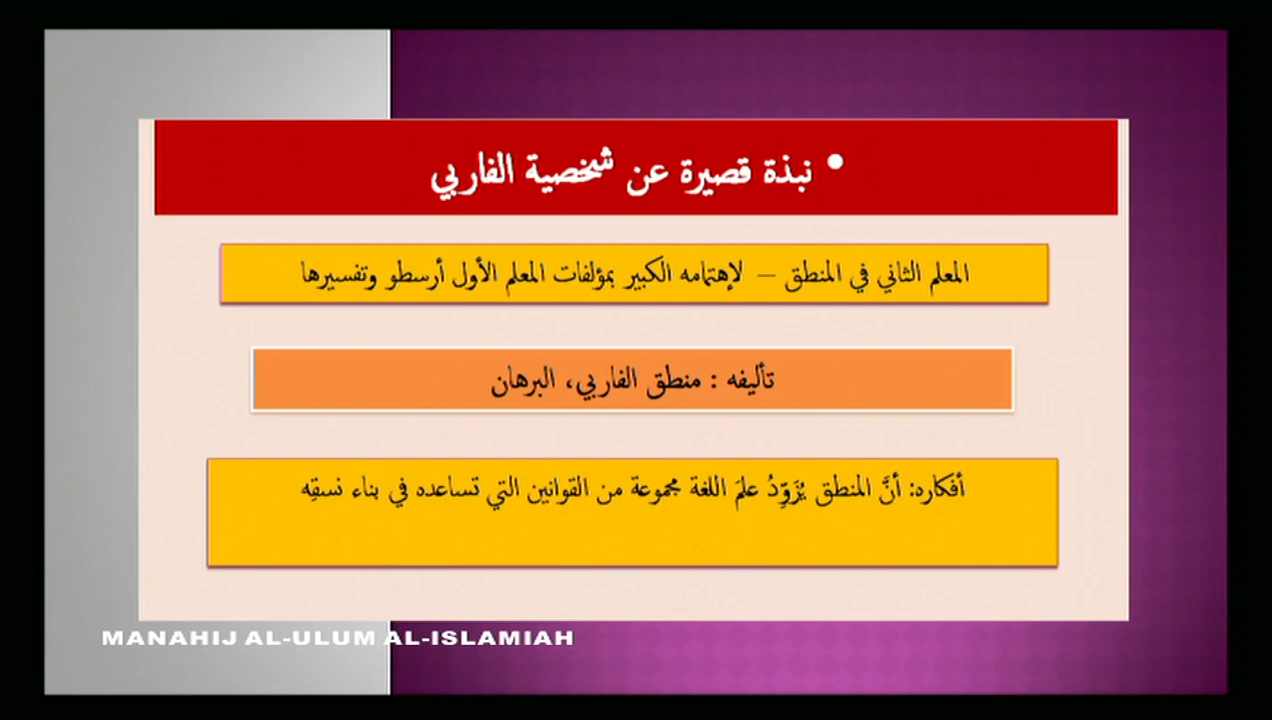 • نبذة قصيرة عن شخصية الفاربي
المعلم الثاني في المنطق – لإهتمامه الكبير بمؤلفات المعلم الأول أرسطو وتفسيرها
تأليفه : منطق الفاربي، البرهان
أفكاره: أنَّ المنطق يُزَوِّدُ علمَ اللغة مجموعة من القوانين التي تساعده في بناء نسقِه
MANAHIJ AL-ULUM AL-ISLAMIAH